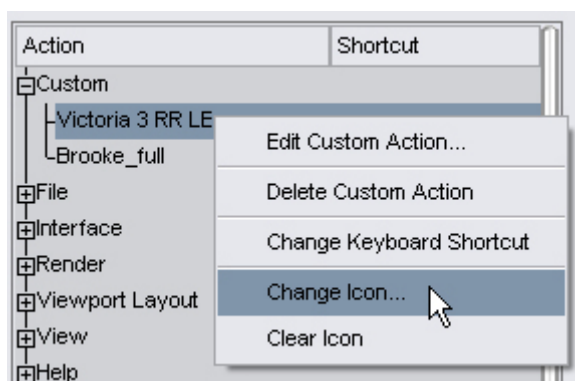 Action Shortcut
Custom
Victoria 3 RR LE
Brooke_full
File
Interface
Render
Viewport Layout
View
Help
Edit Custom Action...
Delete Custom Action
Change Keyboard Shortcut
Change Icon...
Clear Icon